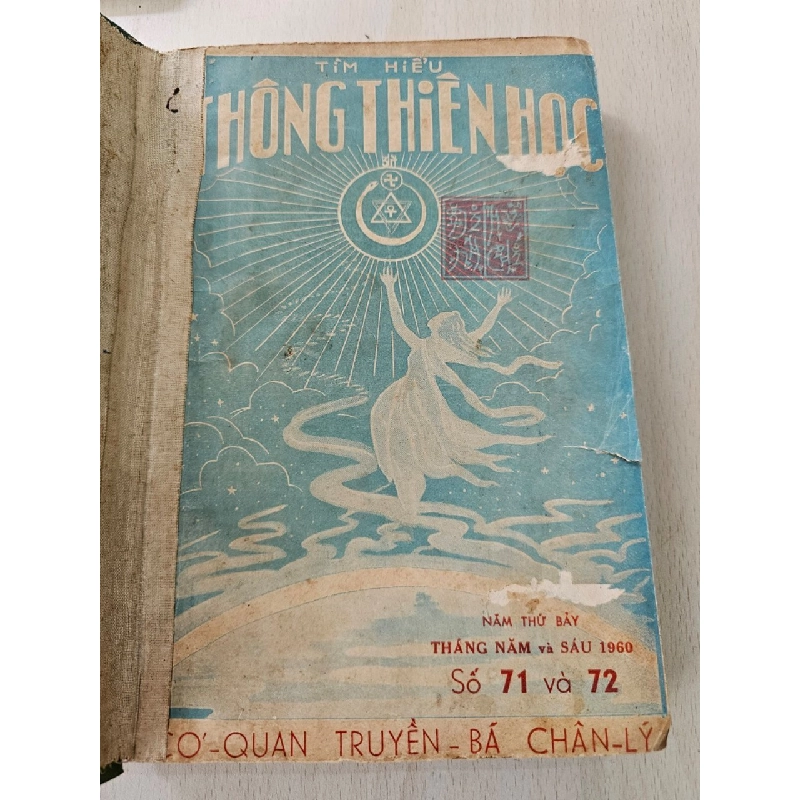 TÌM HIỂU
THÔNG THIÊN HỌC
NĂM THỨ BẢY
THÁNG NĂM và SÁU 1960
Số 71 và 72
CƠ-QUAN TRUYỀN-BÁ CHÂN-LÝ